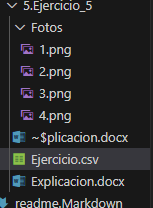 5.Ejercicio_5
Fotos
1.png
2.png
3.png
4.png
~$plicacion.docx
Ejercicio.csv
Explicacion.docx
readme.Markdown